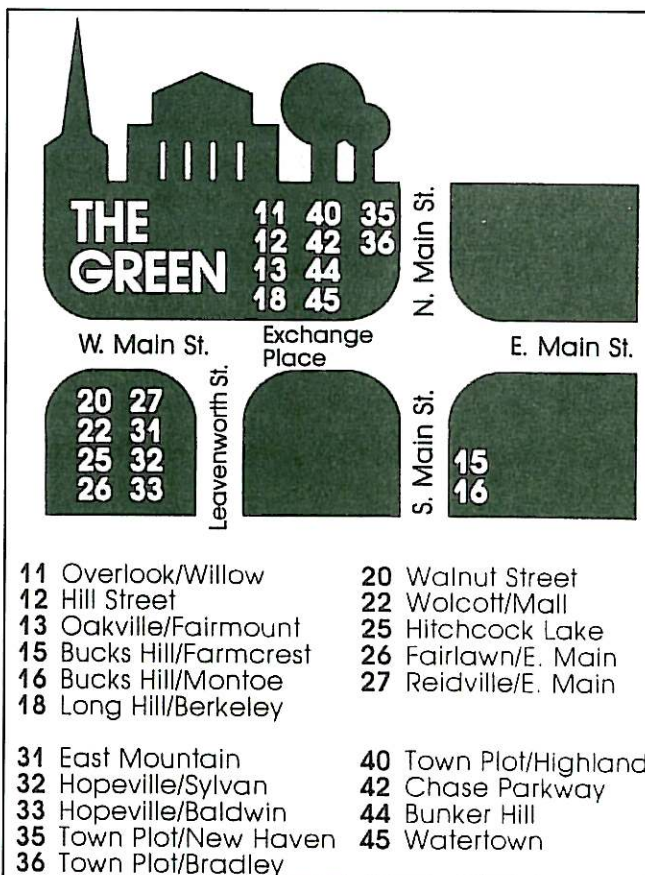 THE
GREEN
11 40 35
12 42 36
13 44
18 45
N. Main St.
W. Main St.
Exchange
Place
E. Main St.
20 27
22 31
25 32
26 33
Leavenworth St.
S. Main St.
15
16
11 Overlook/Willow
12 Hill Street
13 Oakville/Fairmount
15 Bucks Hill/Farmcrest
16 Bucks Hill/Montoe
18 Long Hill/Berkeley
20 Walnut Street
22 Wolcott/Mall
25 Hitchcock Lake
26 Fairlawn/E. Main
27 Reidville/E. Main
31 East Mountain
32 Hopeville/Sylvan
33 Hopeville/Baldwin
35 Town Plot/New Haven
36 Town Plot/Bradley
40 Town Plot/Highland
42 Chase Parkway
44 Bunker Hill
45 Watertown